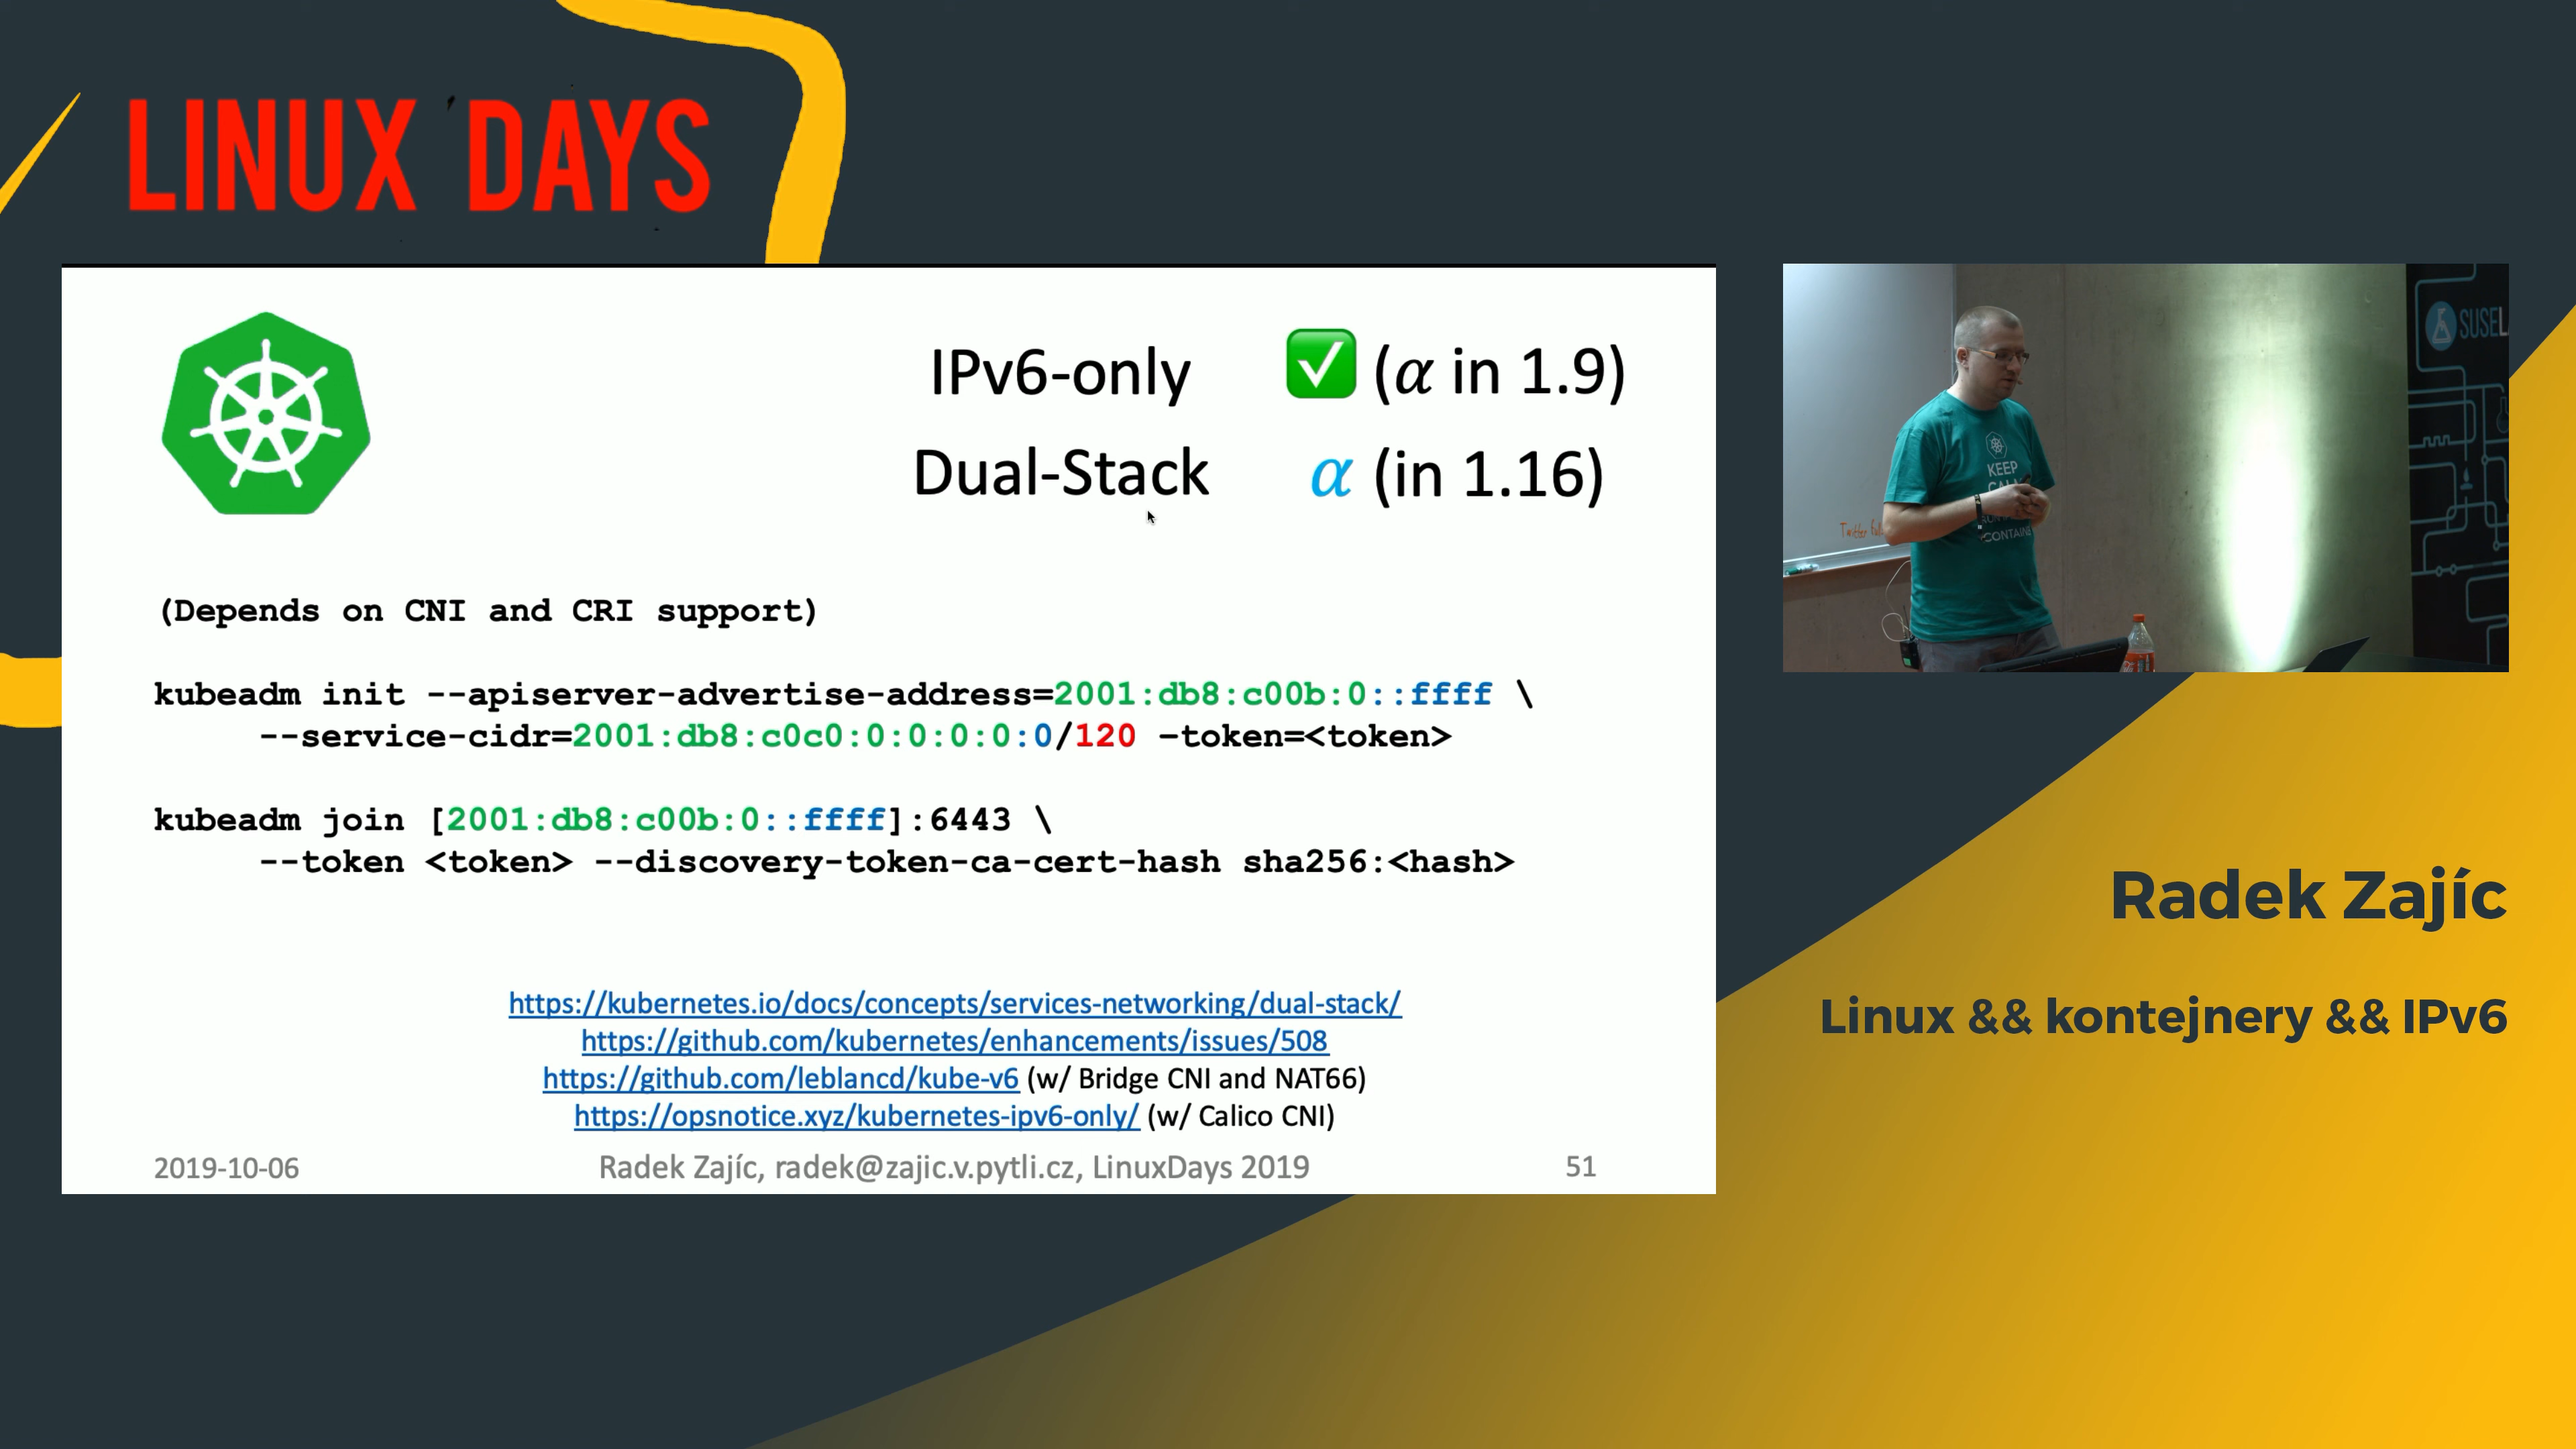 LINUX DAYS
IPv6-only ✅ (α in 1.9)
Dual-Stack α (in 1.16)
(Depends on CNI and CRI support)
kubeadm init --apiserver-advertise-address=2001:db8:c00b:0::ffff \
--service-cidr=2001:db8:c0c0:0:0:0:0:0/120 –token=<token>
kubeadm join [2001:db8:c00b:0::ffff]:6443 \
--token <token> --discovery-token-ca-cert-hash sha256:<hash>
https://kubernetes.io/docs/concepts/services-networking/dual-stack/
https://github.com/kubernetes/enhancements/issues/508
https://github.com/leblancd/kube-v6 (w/ Bridge CNI and NAT66)
https://opsnotice.xyz/kubernetes-ipv6-only/ (w/ Calico CNI)
2019-10-06 Radek Zajíc, radek@zajic.v.pytli.cz, LinuxDays 2019 51
SUSE
KEEP
CALM
CONTAIN
Twitter
Radek Zajíc
Linux && kontejnery && IPv6